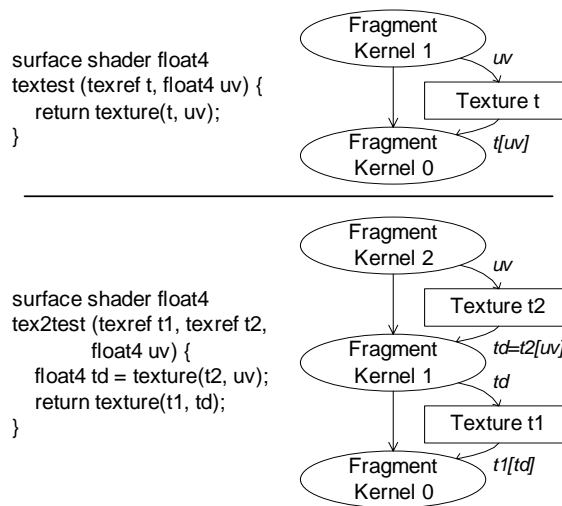 surface shader float4
textest (texref t, float4 uv) {
return texture(t, uv);
}
Fragment
Kernel 1
uv
Texture t
t[uv]
Fragment
Kernel 0
surface shader float4
tex2test (texref t1, texref t2,
float4 uv) {
float4 td = texture(t2, uv);
return texture(t1, td);
}
Fragment
Kernel 2
uv
Texture t2
td=t2[uv]
Fragment
Kernel 1
td
Texture t1
t1[td]
Fragment
Kernel 0